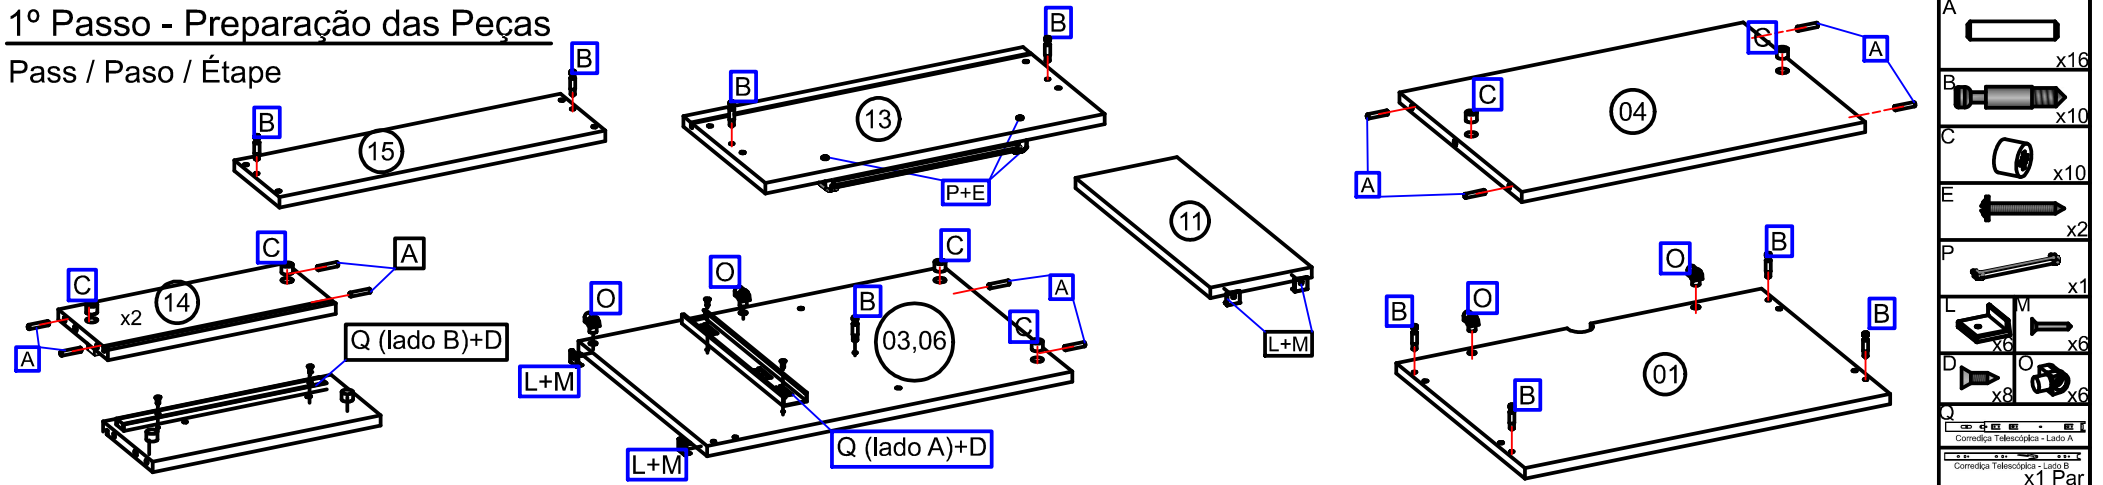 1º Passo - Preparação das Peças
Pass / Paso / Étape
B
B
15
B
B
13
P+E
C
C
A
A
04
11
L+M
C
C
A
A
14
x2
Q (lado B)+D
O
O
B
C
C
A
03,06
L+M
L+M
Q (lado A)+D
O
O
B
B
B
B
01
A
x16
B
x10
C
x10
E
x2
P
x1
L
x6
M
x6
D
x8
O
x6
Q
Corrediça Telescópica - Lado A
Corrediça Telescópica - Lado B
x1 Par